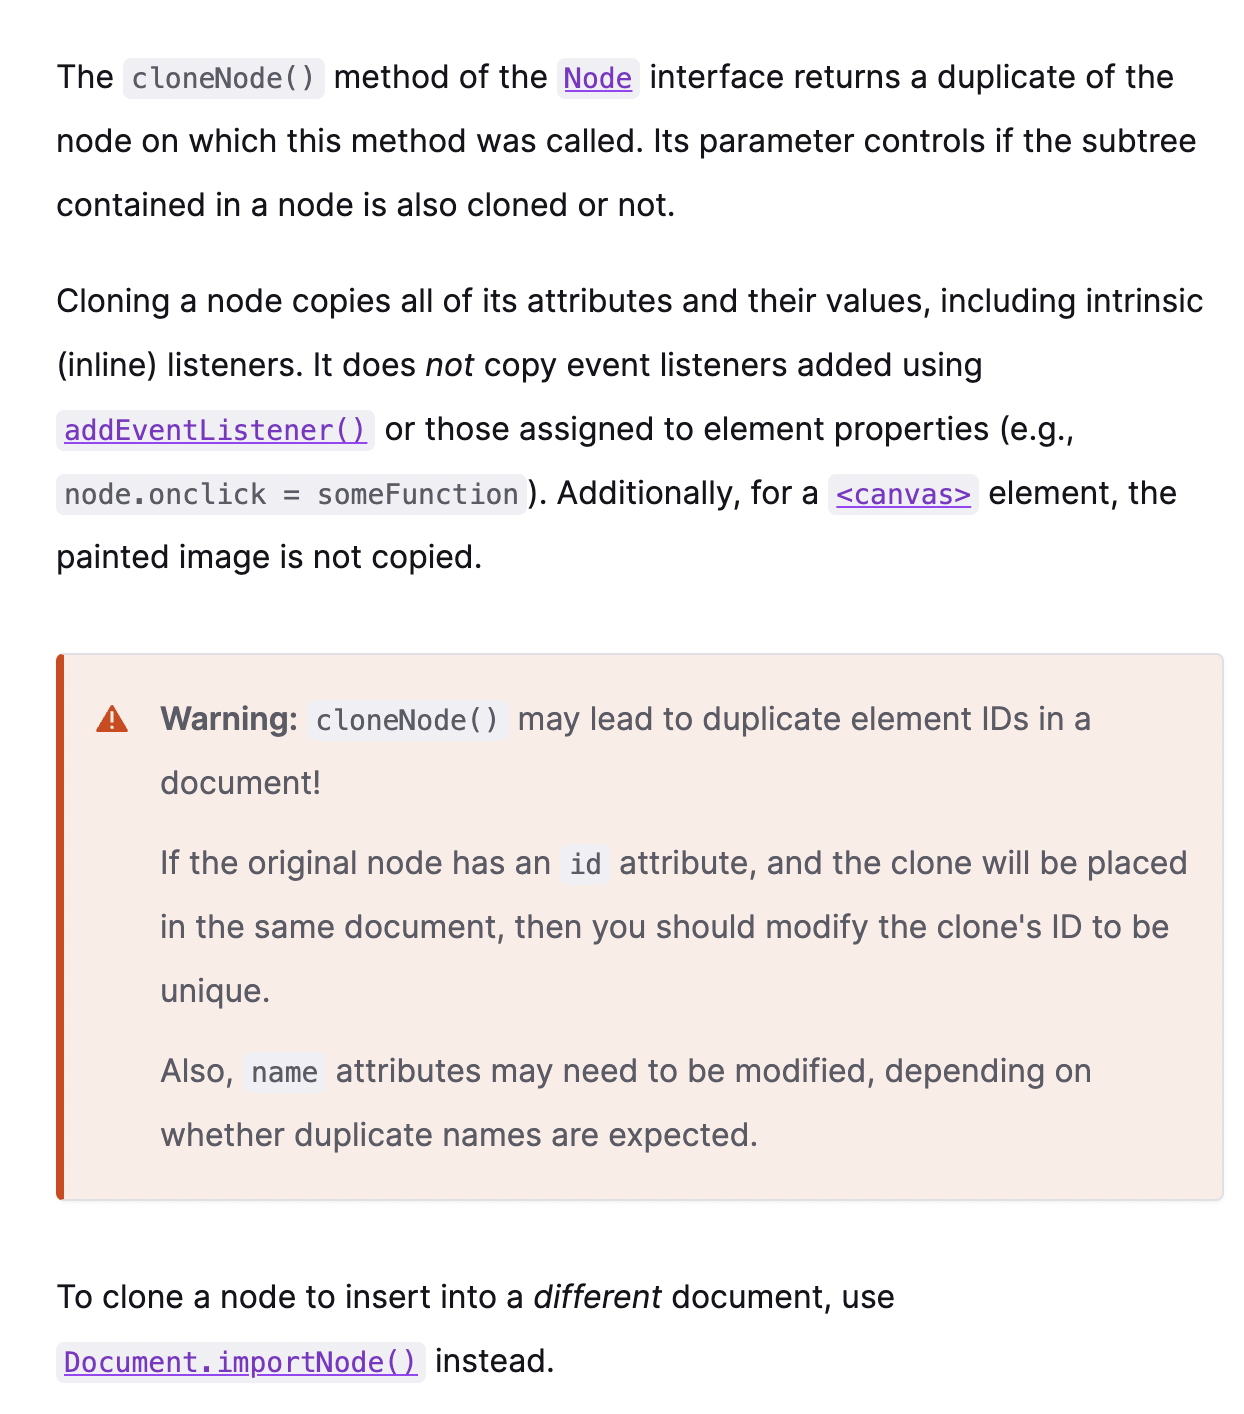 The cloneNode() method of the Node interface returns a duplicate of the
node on which this method was called. Its parameter controls if the subtree
contained in a node is also cloned or not.
Cloning a node copies all of its attributes and their values, including intrinsic
(inline) listeners. It does not copy event listeners added using
addEventListener() or those assigned to element properties (e.g.,
node.onclick = someFunction). Additionally, for a <canvas> element, the
painted image is not copied.
Warning: cloneNode() may lead to duplicate element IDs in a
document!
If the original node has an id attribute, and the clone will be placed
in the same document, then you should modify the clone's ID to be
unique.
Also, name attributes may need to be modified, depending on
whether duplicate names are expected.
To clone a node to insert into a different document, use
Document.importNode() instead.